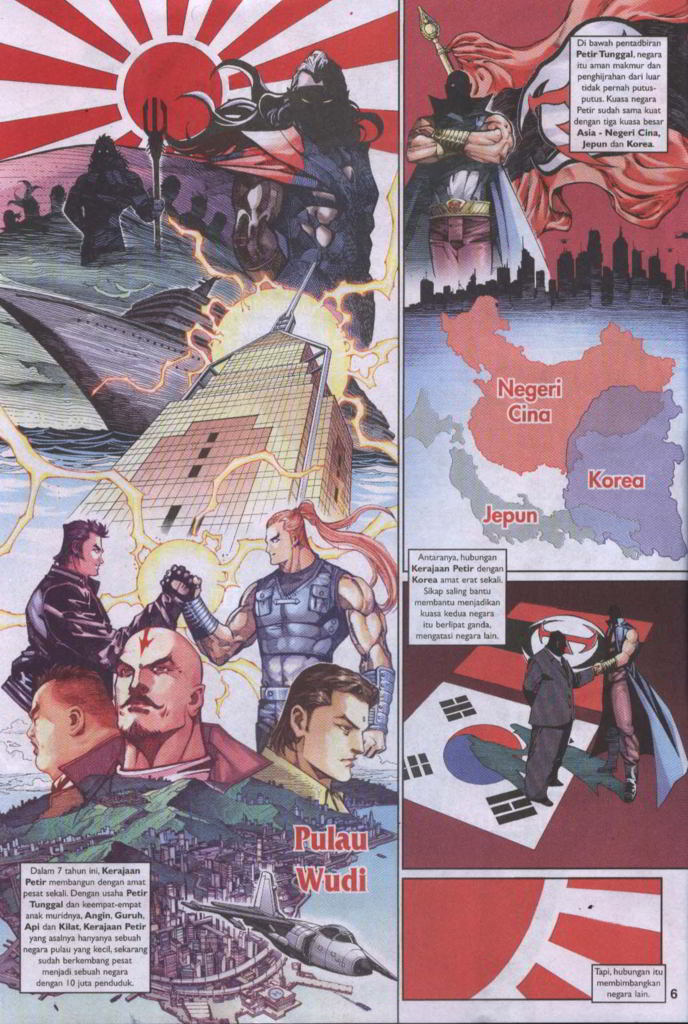 Pulau
Wudi
Dalam 7 tahun ini, Kerajaan
Petir membangun dengan amat
pesat sekali. Dengan usaha Petir
Tunggal dan keempat-empat
anak muridnya, Angin, Guruh,
Api dan Kilat, Kerajaan Petir
yang asalnya hanyanya sebuah
negara pulau yang kecil, sekarang
sudah berkembang pesat
menjadi sebuah negara
dengan 10 juta penduduk.
Di bawah pentadbiran
Petir Tunggal, negara
itu aman makmur dan
penghijrahan dari luar
tidak pernah putus-
putus. Kuasa negara
Petir sudah sama kuat
dengan tiga kuasa besar
Asia - Negeri Cina,
Jepun dan Korea.
Negeri
Cina
Korea
Jepun
Antaranya, hubungan
Kerajaan Petir dengan
Korea amat erat sekali.
Sikap saling bantu
membantu menjadikan
kuasa kedua negara
itu berlipat ganda,
mengatasi negara lain.
Tapi, hubungan itu
membimbangkan
negara lain.
6